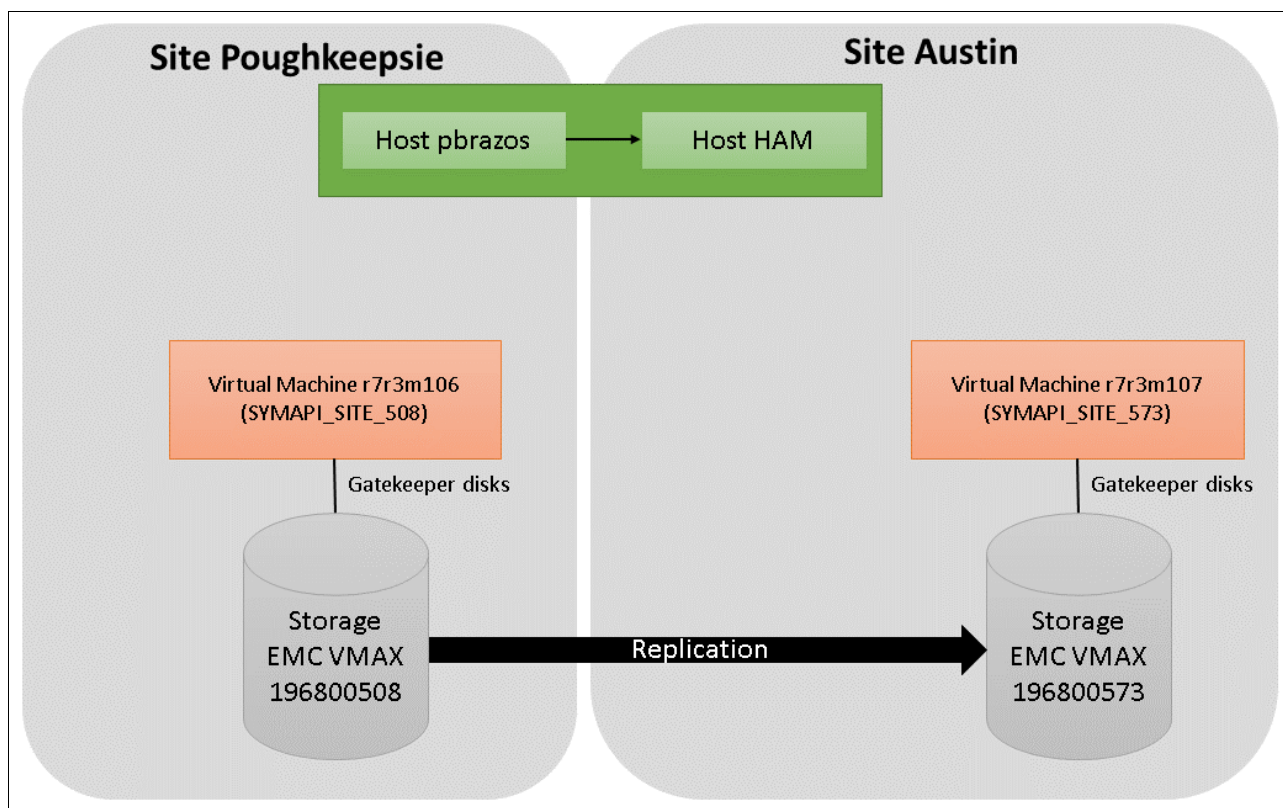 Site Poughkeepsie
Site Austin
Host pbrazos
Host HAM
Virtual Machine r7r3m106
(SYMAPI_SITE_508)
Virtual Machine r7r3m107
(SYMAPI_SITE_573)
Gatekeeper disks
Gatekeeper disks
Storage
EMC VMAX
196800508
Replication
Storage
EMC VMAX
196800573